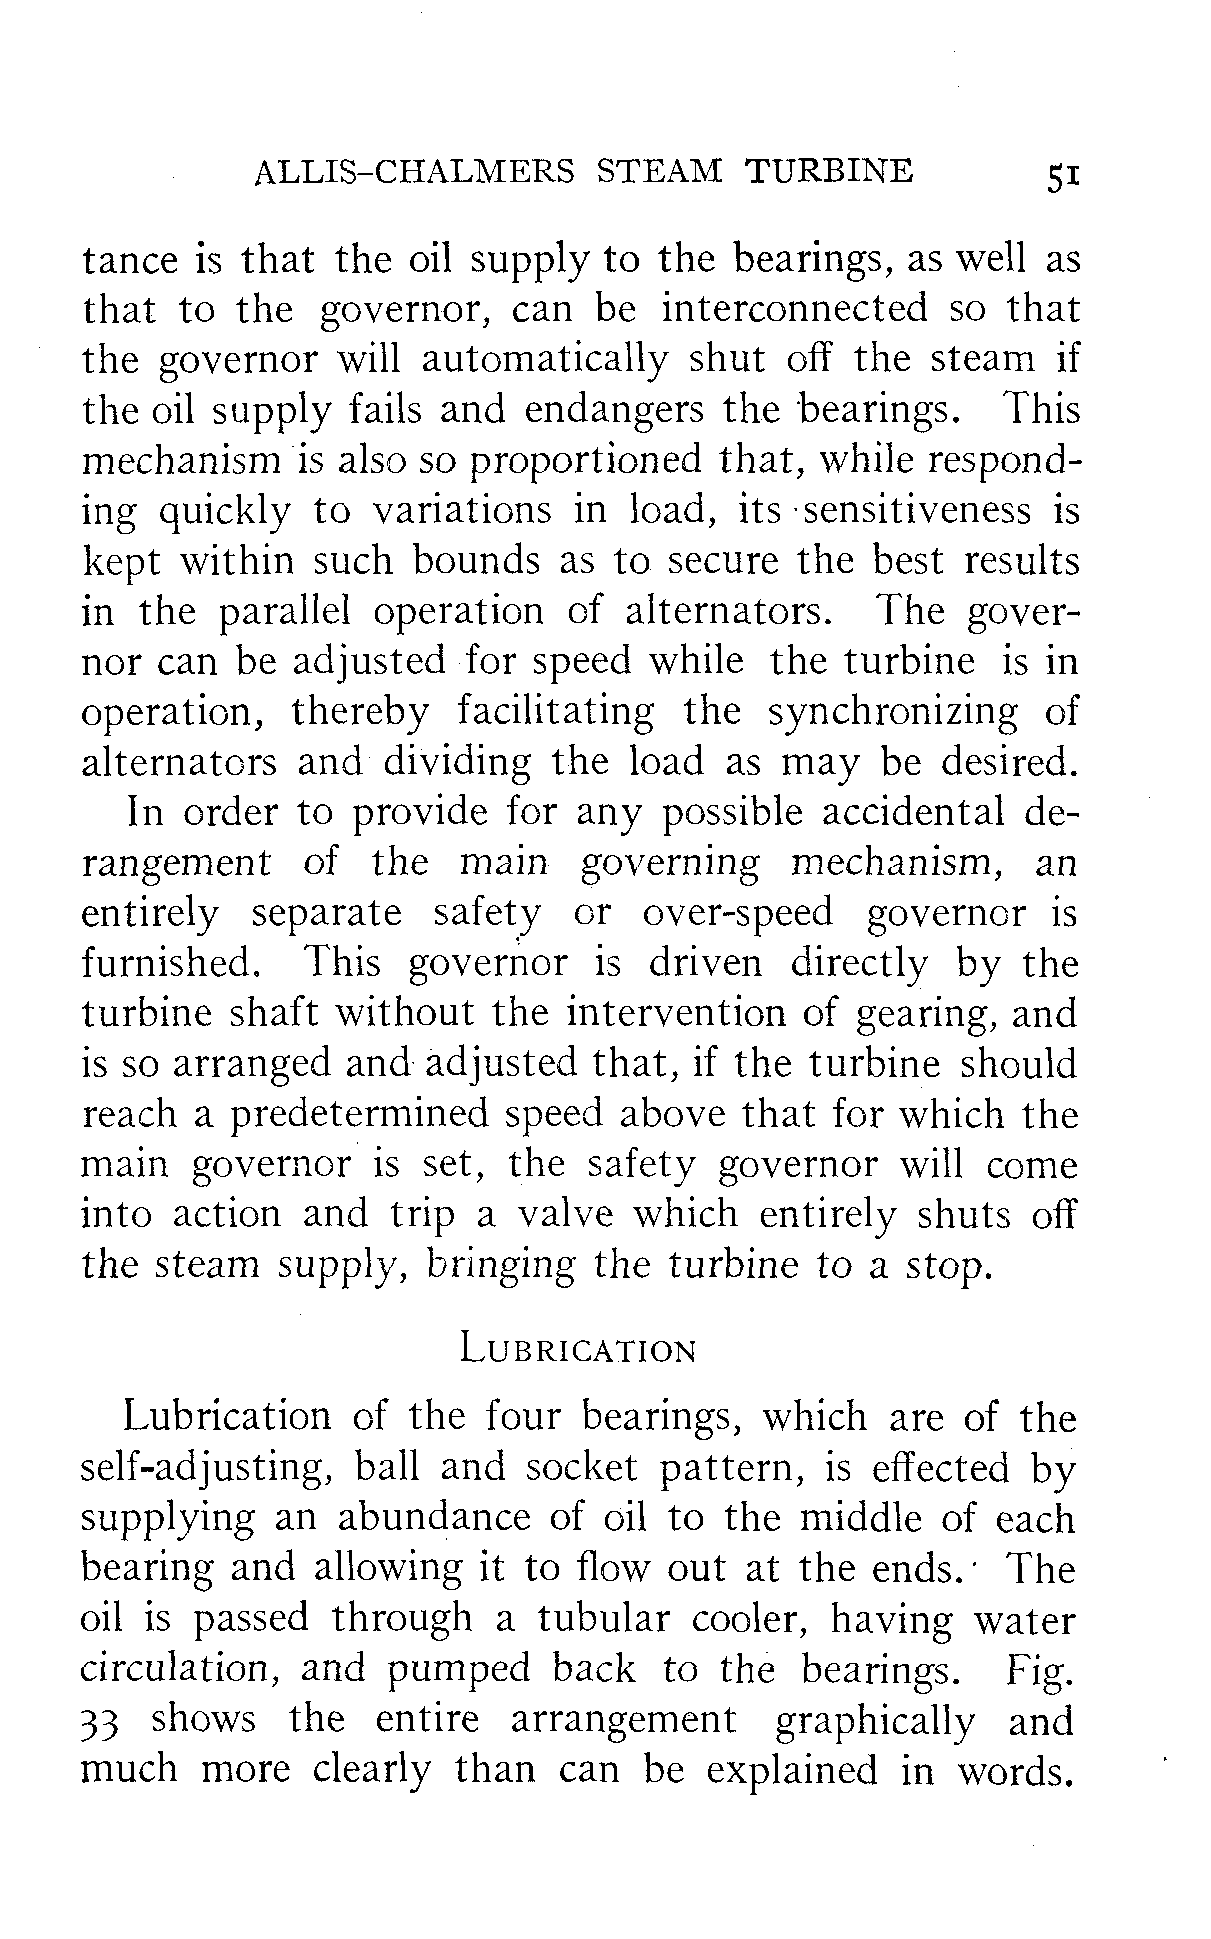 ALLIS-CHALMERS STEAM TURBINE 51
tance is that the oil supply to the bearings, as well as
that to the governor, can be interconnected so that
the governor will automatically shut off the steam if
the oil supply fails and endangers the bearings. This
mechanism is also so proportioned that, while respond-
ing quickly to variations in load, its sensitiveness is
kept within such bounds as to secure the best results
in the parallel operation of alternators. The gover-
nor can be adjusted for speed while the turbine is in
operation, thereby facilitating the synchronizing of
alternators and dividing the load as may be desired.
In order to provide for any possible accidental de-
rangement of the main governing mechanism, an
entirely separate safety or over-speed governor is
furnished. This governor is driven directly by the
turbine shaft without the intervention of gearing, and
is so arranged and adjusted that, if the turbine should
reach a predetermined speed above that for which the
main governor is set, the safety governor will come
into action and trip a valve which entirely shuts off
the steam supply, bringing the turbine to a stop.
LUBRICATION
Lubrication of the four bearings, which are of the
self-adjusting, ball and socket pattern, is effected by
supplying an abundance of oil to the middle of each
bearing and allowing it to flow out at the ends. The
oil is passed through a tubular cooler, having water
circulation, and pumped back to the bearings. Fig.
33 shows the entire arrangement graphically and
much more clearly than can be explained in words.